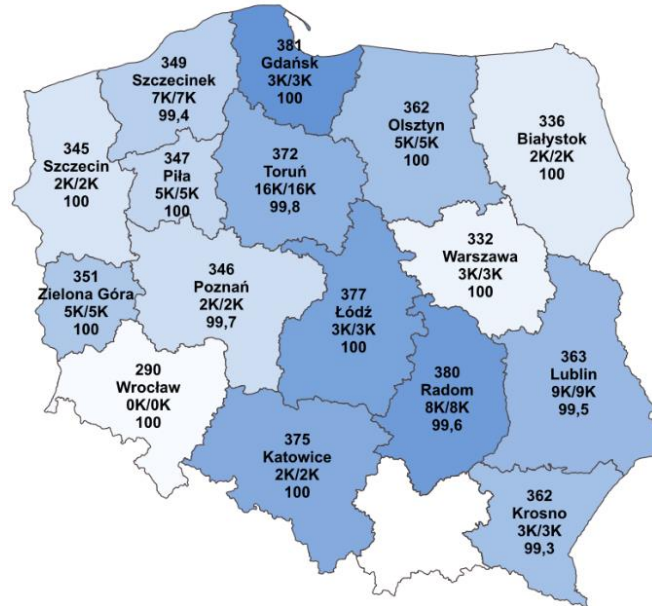 381
Gdańsk
3K/3K
100
349
Szczecinek
7K/7K
99,4
362
Olsztyn
5K/5K
100
336
Białystok
2K/2K
100
345
Szczecin
2K/2K
100
347
Piła
5K/5K
100
372
Toruń
16K/16K
99,8
332
Warszawa
3K/3K
100
351
Zielona Góra
5K/5K
100
346
Poznań
2K/2K
99,7
377
Łódź
3K/3K
100
290
Wrocław
0K/0K
100
380
Radom
8K/8K
99,6
363
Lublin
9K/9K
99,5
375
Katowice
2K/2K
100
362
Krosno
3K/3K
99,3